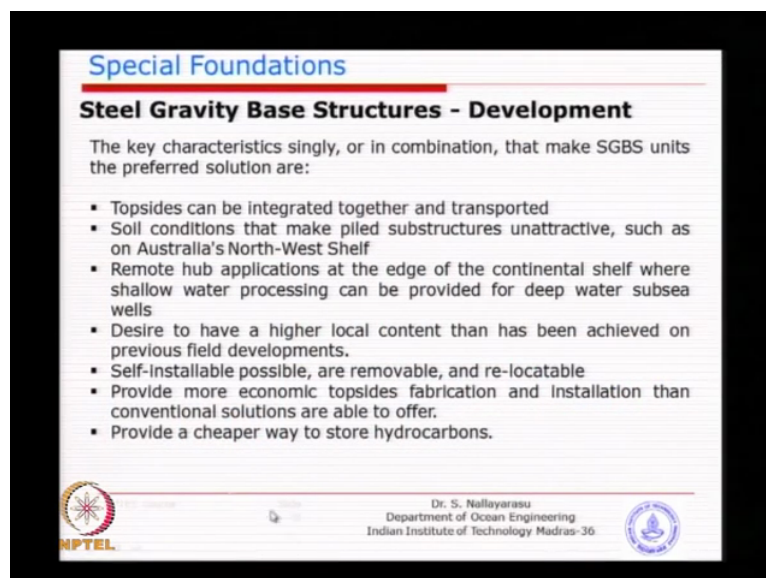 Special Foundations
Steel Gravity Base Structures - Development
The key characteristics singly, or in combination, that make SGBS units
the preferred solution are:
▪ Topsides can be integrated together and transported
▪ Soil conditions that make piled substructures unattractive, such as
on Australia's North-West Shelf
▪ Remote hub applications at the edge of the continental shelf where
shallow water processing can be provided for deep water subsea
wells
▪ Desire to have a higher local content than has been achieved on
previous field developments.
▪ Self-installable possible, are removable, and re-locatable
▪ Provide more economic topsides fabrication and installation than
conventional solutions are able to offer.
▪ Provide a cheaper way to store hydrocarbons.
Dr. S. Nallayarasu
Department of Ocean Engineering
Indian Institute of Technology Madras-36
NPTEL